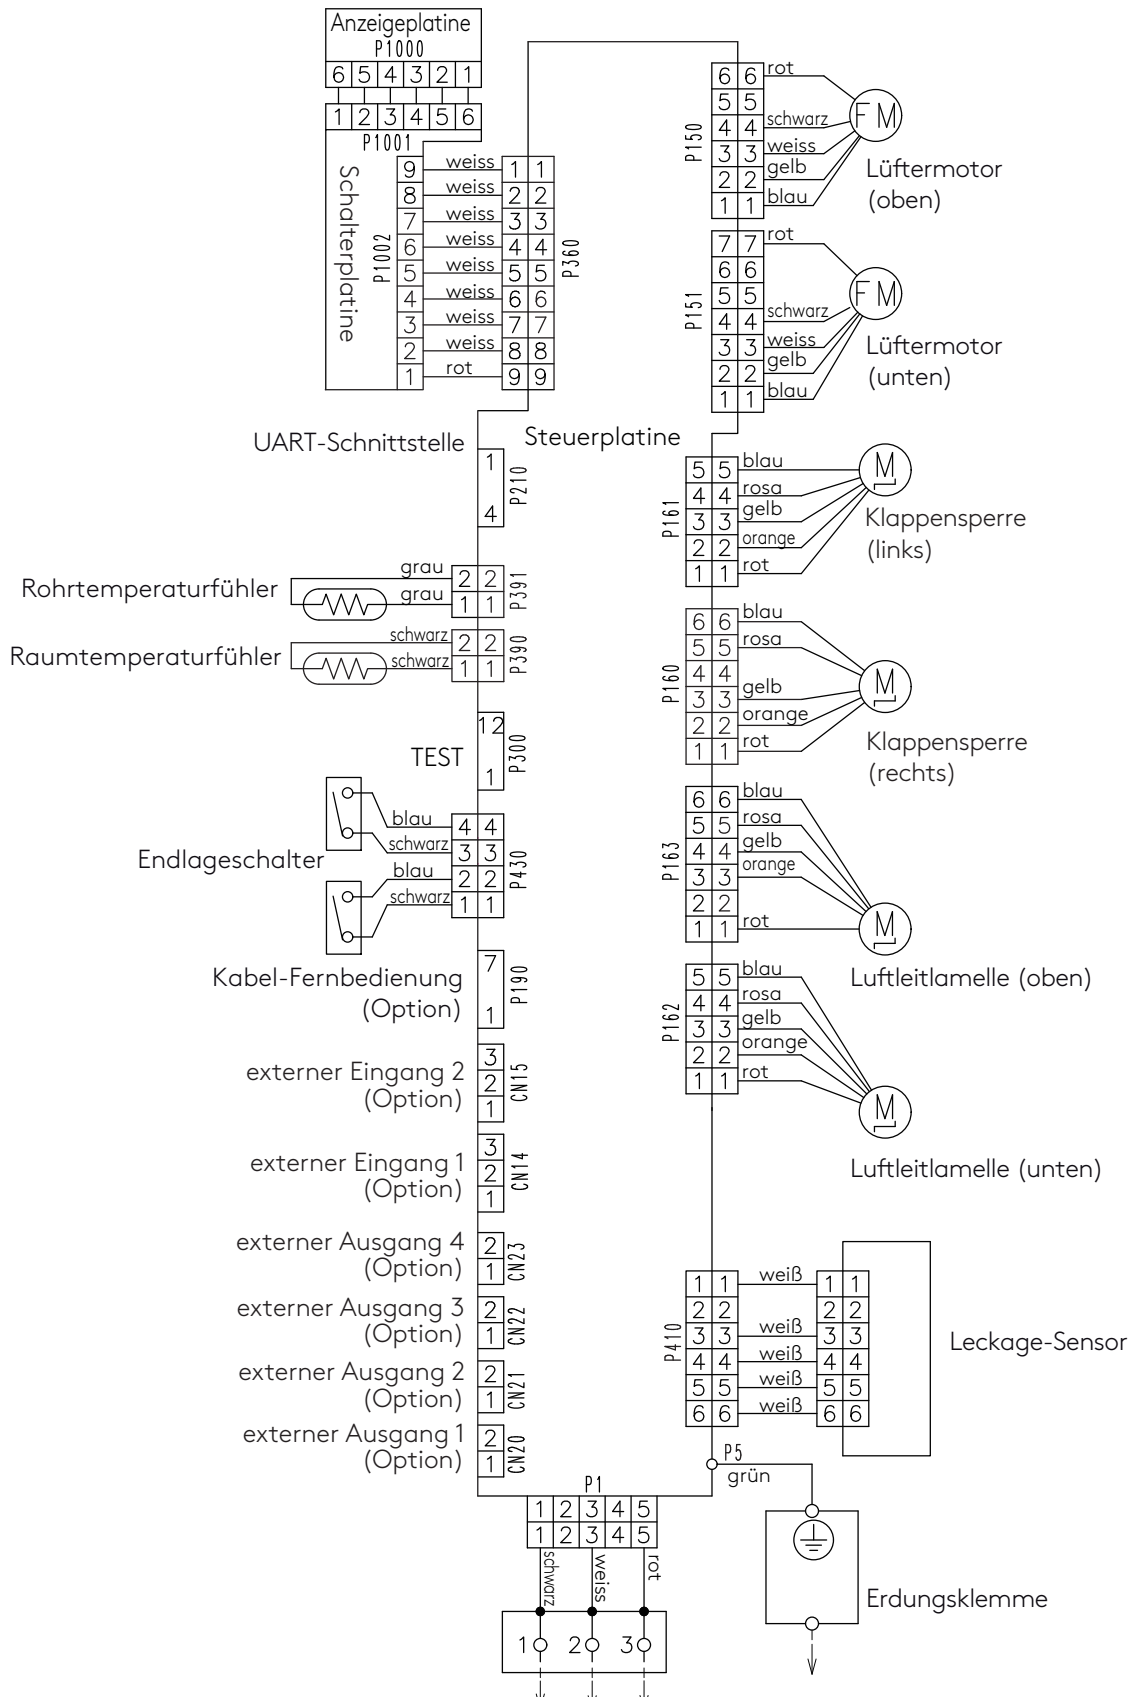 Anzeigeplatine
P1000
6 5 4 3 2 1
1 2 3 4 5 6
P1001
Schalterplatine
P1002
9 weiss 1 1
8 weiss 2 2
7 weiss 3 3
6 weiss 4 4
5 weiss 5 5
4 weiss 6 6
3 weiss 7 7
2 weiss 8 8
1 rot 9 9
P360
P150
6 6 rot
5 5
4 4 schwarz
3 3 weiss
2 2 gelb
1 1 blau
FM
Lüftermotor
(oben)
P151
7 7 rot
6 6
5 5
4 4 schwarz
3 3 weiss
2 2 gelb
1 1 blau
FM
Lüftermotor
(unten)
UART-Schnittstelle
1
4
P210
Steuerplatine
P161
5 5 blau
4 4 rosa
3 3 gelb
2 2 orange
1 1 rot
M
Klappensperre
(links)
Rohrtemperaturfühler
grau 2 2
grau 1 1
P391
Raumtemperaturfühler
schwarz 2 2
schwarz 1 1
P390
P160
6 6 blau
5 5 rosa
4 4
3 3 gelb
2 2 orange
1 1 rot
M
Klappensperre
(rechts)
TEST
12
1
P300
Endlageschalter
blau 4 4
schwarz 3 3
blau 2 2
schwarz 1 1
P430
P163
6 6 blau
5 5 rosa
4 4 gelb
3 3 orange
2 2
1 1 rot
M
Luftleitlamelle (oben)
Kabel-Fernbedienung
(Option)
7
1
P190
P162
5 5 blau
4 4 rosa
3 3 gelb
2 2 orange
1 1 rot
M
Luftleitlamelle (unten)
externer Eingang 2
(Option)
3
2
1
CN15
externer Eingang 1
(Option)
3
2
1
CN14
externer Ausgang 4
(Option)
2
1
CN23
externer Ausgang 3
(Option)
2
1
CN22
externer Ausgang 2
(Option)
2
1
CN21
externer Ausgang 1
(Option)
2
1
CN20
P410
1 1 weiß 1 1
2 2 2 2
3 3 weiß 3 3
4 4 weiß 4 4
5 5 weiß 5 5
6 6 weiß 6 6
Leckage-Sensor
P5
grün
Erdungsklemme
P1
1 2 3 4 5
1 2 3 4 5
schwarz
weiss
rot
1 2 3